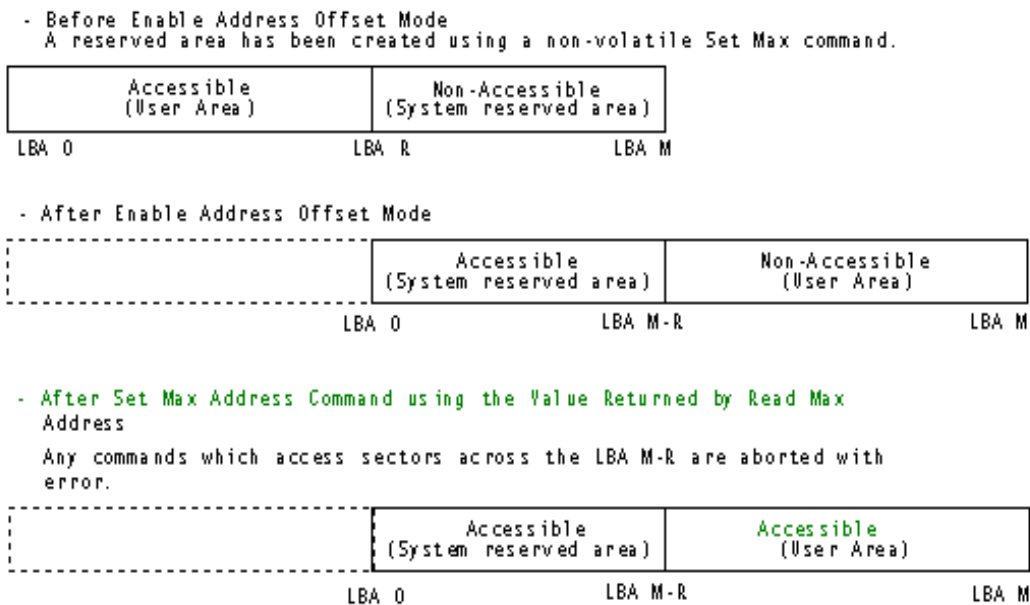 - Before Enable Address Offset Mode
A reserved area has been created using a non-volatile Set Max command.
Accessible
(User Area)
Non-Accessible
(System reserved area)
LBA 0
LBA R
LBA M
- After Enable Address Offset Mode
Accessible
(System reserved area)
Non-Accessible
(User Area)
LBA 0
LBA M-R
LBA M
- After Set Max Address Command using the Value Returned by Read Max
Address
Any commands which access sectors across the LBA M-R are aborted with
error.
Accessible
(System reserved area)
Accessible
(User Area)
LBA 0
LBA M-R
LBA M